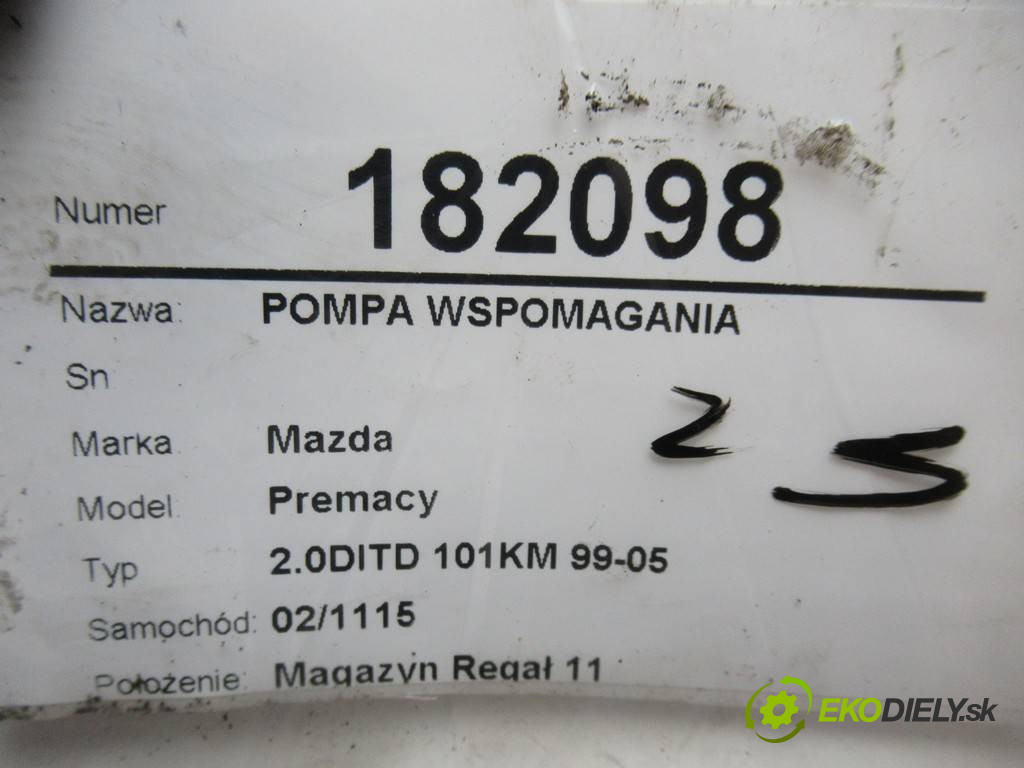 Numer 182098
Nazwa: POMPA WSPOMAGANIA
Sn
Marka Mazda
Model: Premacy
Typ 2.0DITD 101KM 99-05
Samochód: 02/1115
Położenie: Magazyn Regał 11
2
EKODIELY.sk